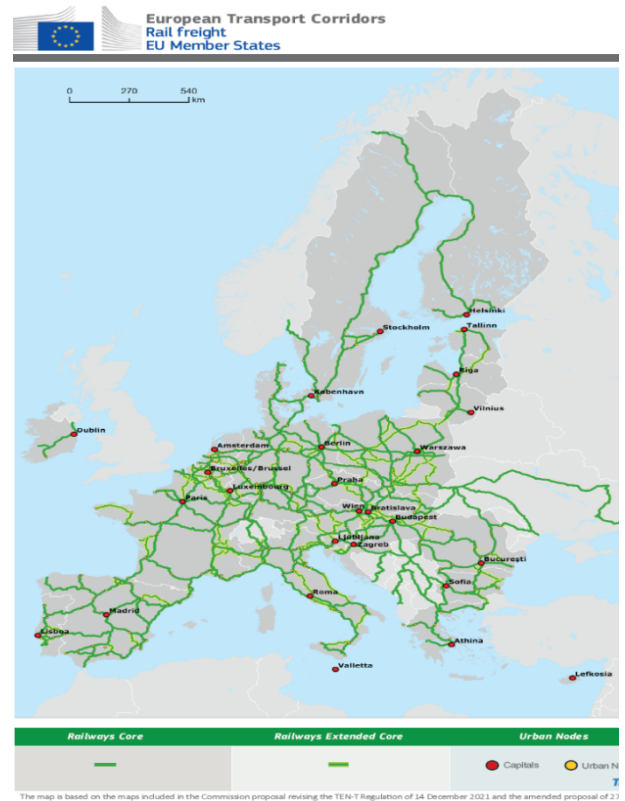 European Transport Corridors
Rail freight
EU Member States
0 270 540
km
Helsinki
Tallinn
Stockholm
Riga
København
Vilnius
Dublin
Amsterdam
Berlin
Warszawa
Bruxelles/Brussel
Luxembourg
Praha
Paris
Wien
Bratislava
Budapest
Ljubljana
Zagreb
București
Sofia
Roma
Madrid
Lisboa
Athina
Valletta
Lefkosia
Railways Core
Railways Extended Core
Urban Nodes
Capitals
Urban N
The map is based on the maps included in the Commission proposal revising the TEN-T Regulation of 14 December 2021 and the amended proposal of 27